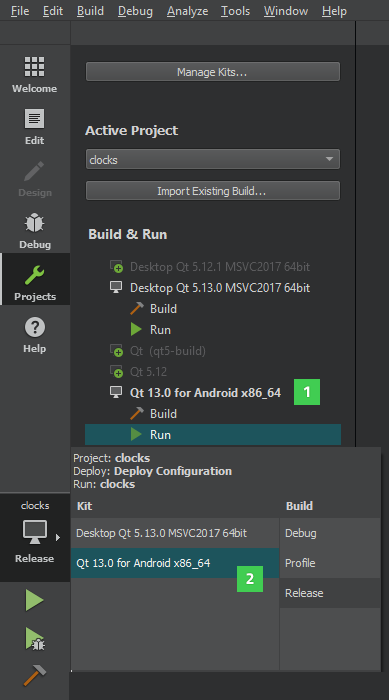 File Edit Build Debug Analyze Tools Window Help
Manage Kits...
Welcome
Active Project
Edit
clocks
Design
Import Existing Build...
Debug
Build & Run
Desktop Qt 5.12.1 MSVC2017 64bit
Projects
Desktop Qt 5.13.0 MSVC2017 64bit
Build
Run
Help
Qt (qt5-build)
Qt 5.12
Qt 13.0 for Android x86_64 1
Build
Run
Project: clocks
Deploy: Deploy Configuration
Run: clocks
clocks
Kit Build
Desktop Qt 5.13.0 MSVC2017 64bit Debug
Release
Qt 13.0 for Android x86_64 Profile
2
Release